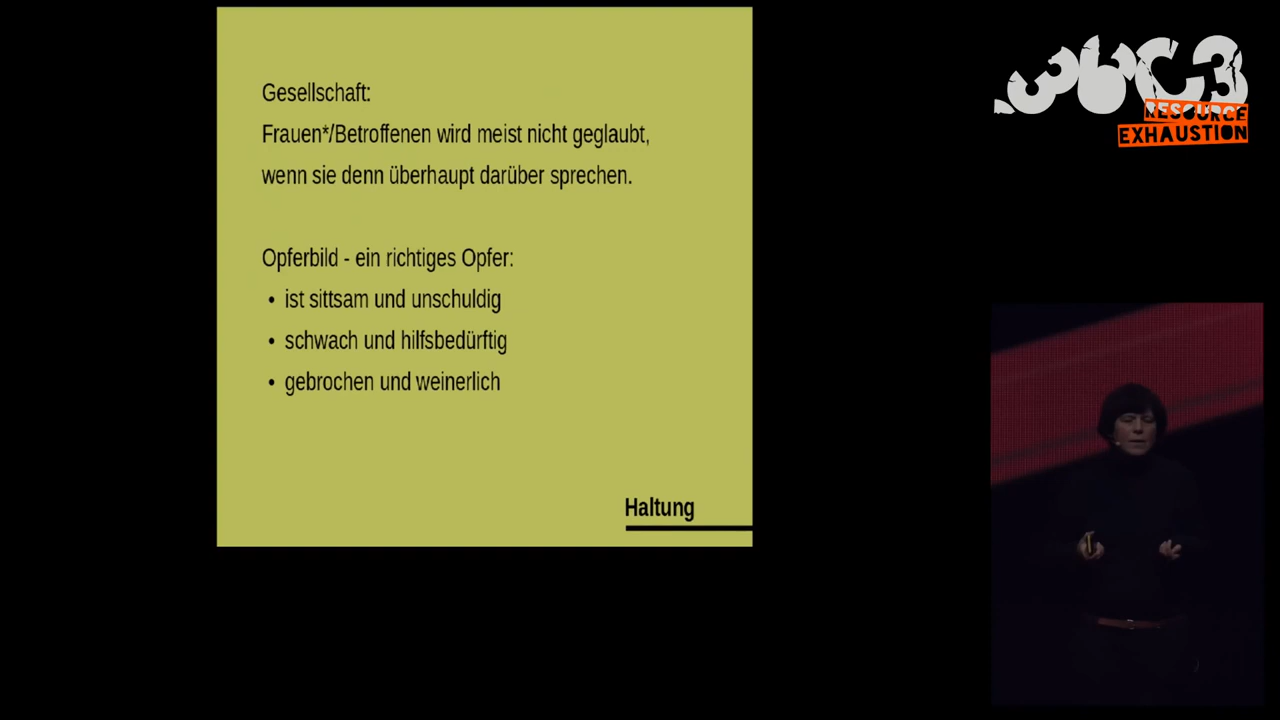 Gesellschaft:
Frauen*/Betroffenen wird meist nicht geglaubt,
wenn sie denn überhaupt darüber sprechen.
Opferbild - ein richtiges Opfer:
• ist sittsam und unschuldig
• schwach und hilfsbedürftig
• gebrochen und weinerlich
Haltung
36C3
RESOURCE
EXHAUSTION